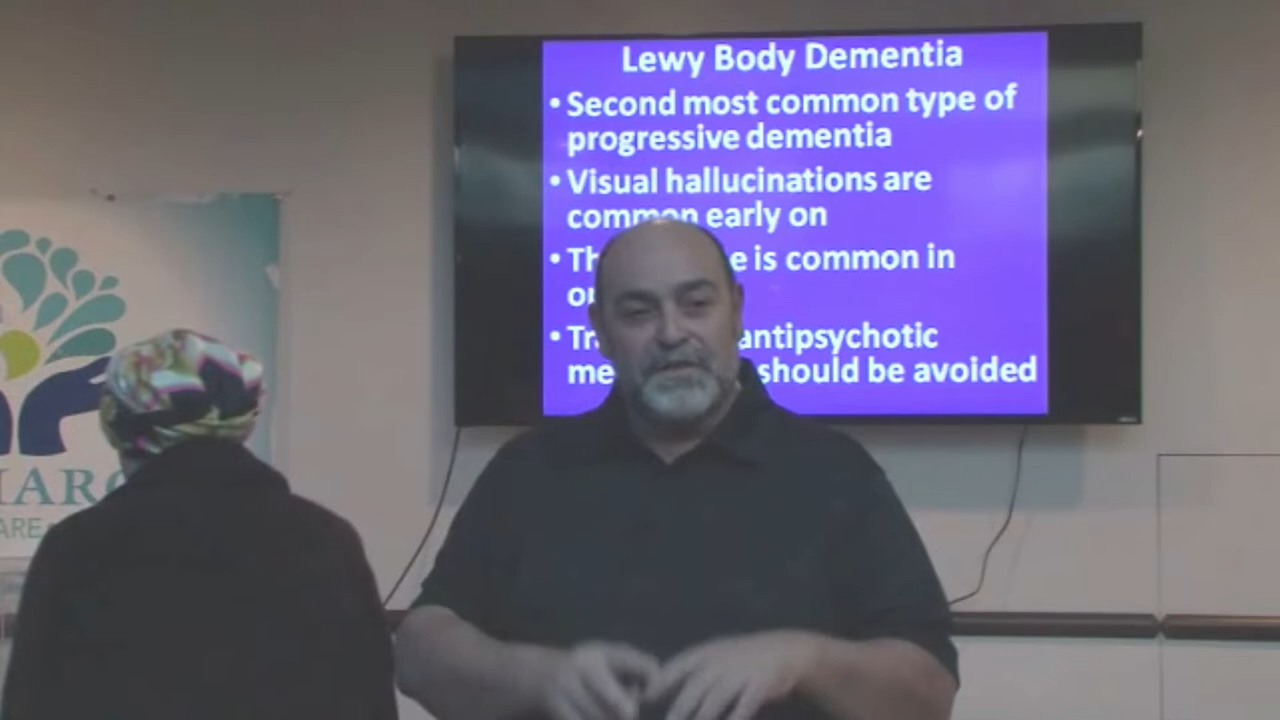 Lewy Body Dementia
• Second most common type of
progressive dementia
• Visual hallucinations are
common early on
• Th e is common in
• antipsychotic
me should be avoided
ARE